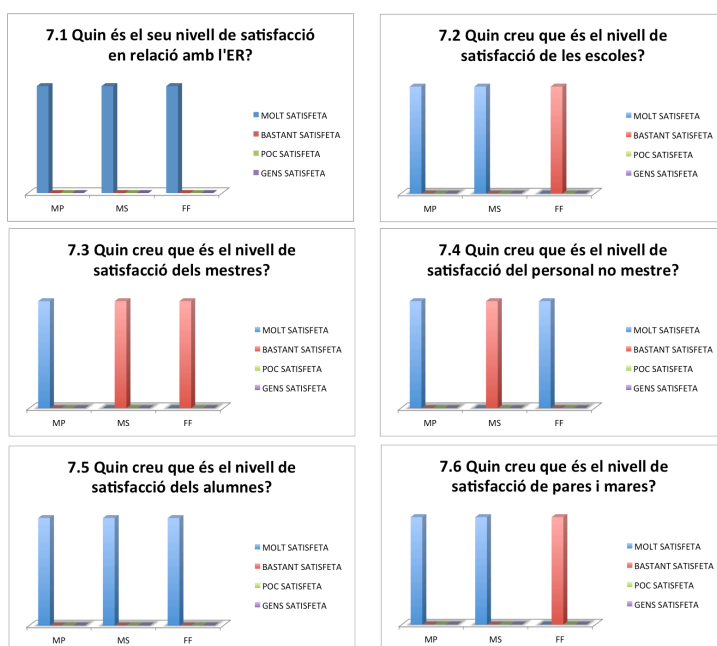 7.1 Quin és el seu nivell de satisfacció
en relació amb l'ER?
MOLT SATISFETA
BASTANT SATISFETA
POC SATISFETA
GENS SATISFETA
MP MS FF
7.2 Quin creu que és el nivell de
satisfacció de les escoles?
MOLT SATISFETA
BASTANT SATISFETA
POC SATISFETA
GENS SATISFETA
MP MS FF
7.3 Quin creu que és el nivell de
satisfacció dels mestres?
MOLT SATISFETA
BASTANT SATISFETA
POC SATISFETA
GENS SATISFETA
MP MS FF
7.4 Quin creu que és el nivell de
satisfacció del personal no mestre?
MOLT SATISFETA
BASTANT SATISFETA
POC SATISFETA
GENS SATISFETA
MP MS FF
7.5 Quin creu que és el nivell de
satisfacció dels alumnes?
MOLT SATISFETA
BASTANT SATISFETA
POC SATISFETA
GENS SATISFETA
MP MS FF
7.6 Quin creu que és el nivell de
satisfacció de pares i mares?
MOLT SATISFETA
BASTANT SATISFETA
POC SATISFETA
GENS SATISFETA
MP MS FF